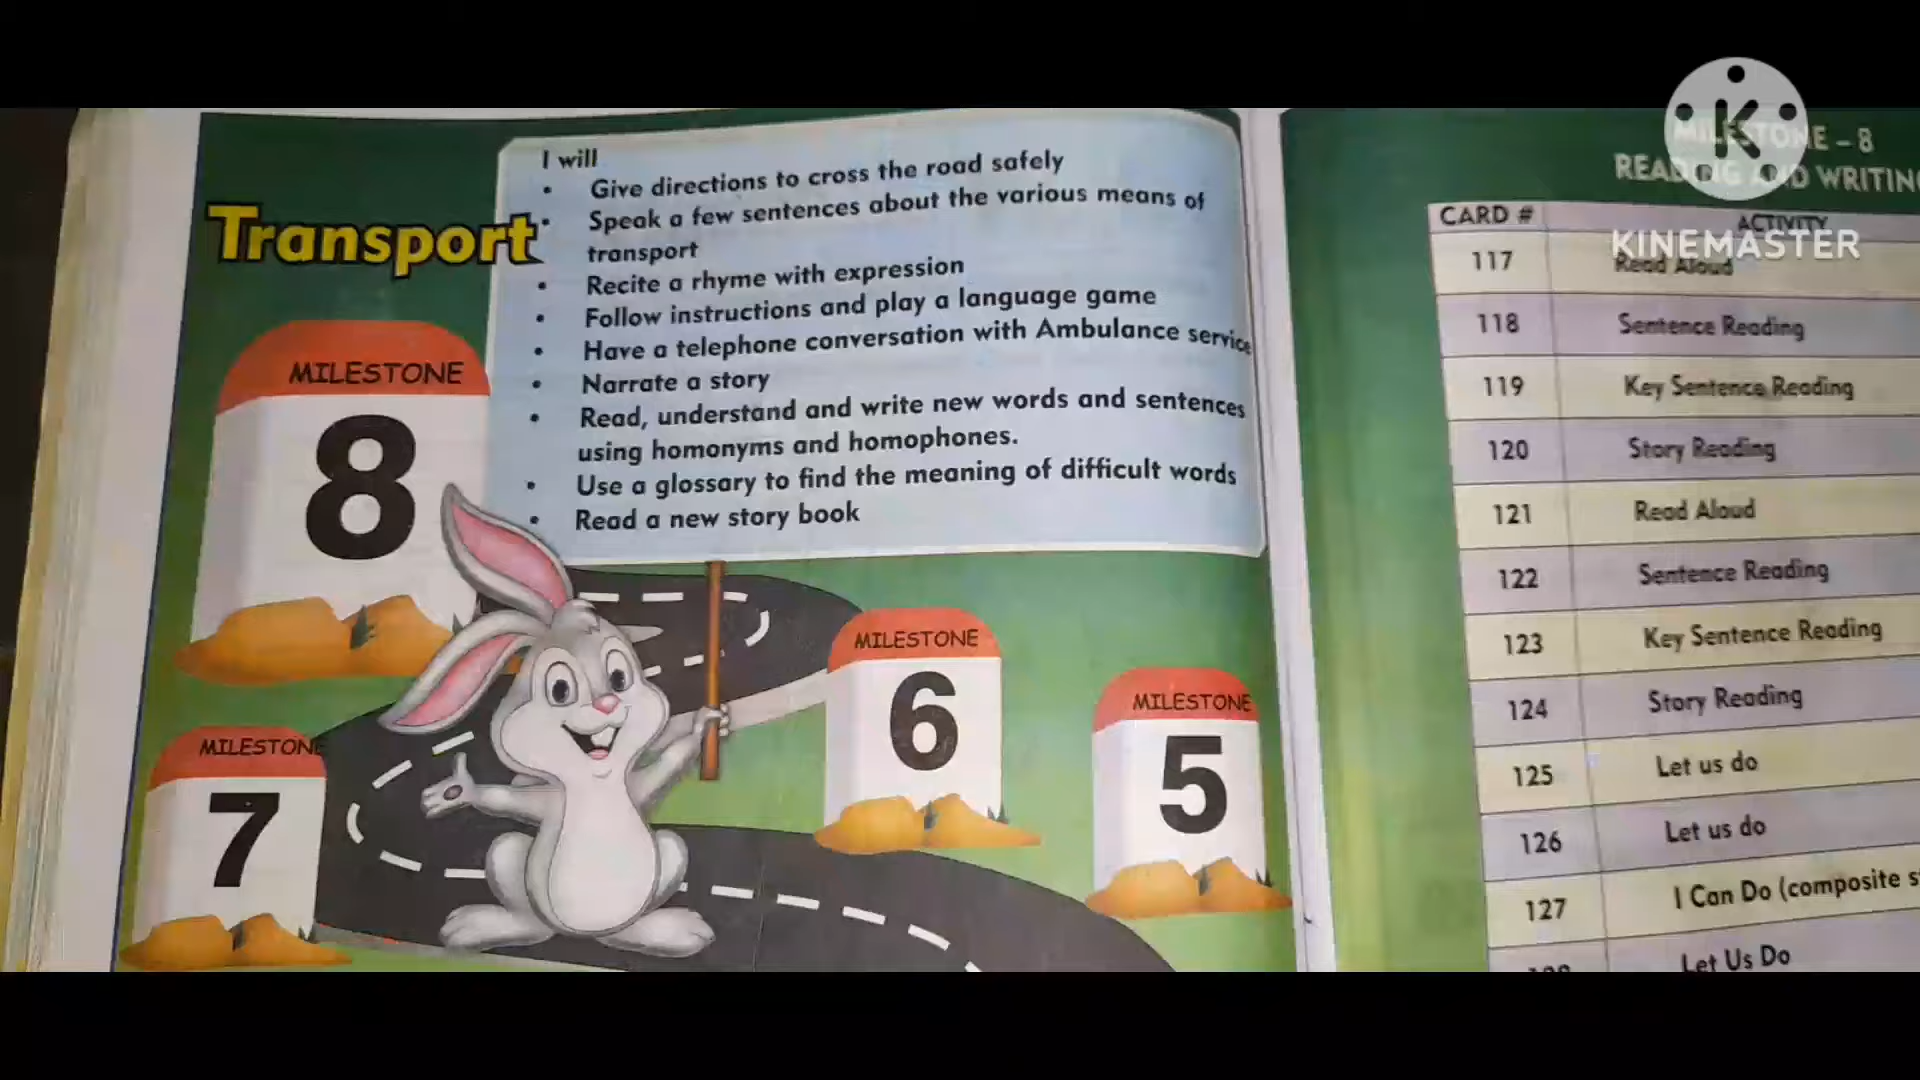 Transport
I will
• Give directions to cross the road safely
• Speak a few sentences about the various means of
transport
• Recite a rhyme with expression
• Follow instructions and play a language game
• Have a telephone conversation with Ambulance service
• Narrate a story
• Read, understand and write new words and sentences
using homonyms and homophones.
• Use a glossary to find the meaning of difficult words
• Read a new story book
MILESTONE
8
MILESTONE
7
MILESTONE
6
MILESTONE
5
MILESTONE – 8
READING AND WRITING
CARD # ACTIVITY
117 Read Aloud
118 Sentence Reading
119 Key Sentence Reading
120 Story Reading
121 Read Aloud
122 Sentence Reading
123 Key Sentence Reading
124 Story Reading
125 Let us do
126 Let us do
127 I Can Do (composite s
Let Us Do
K
KINEMASTER